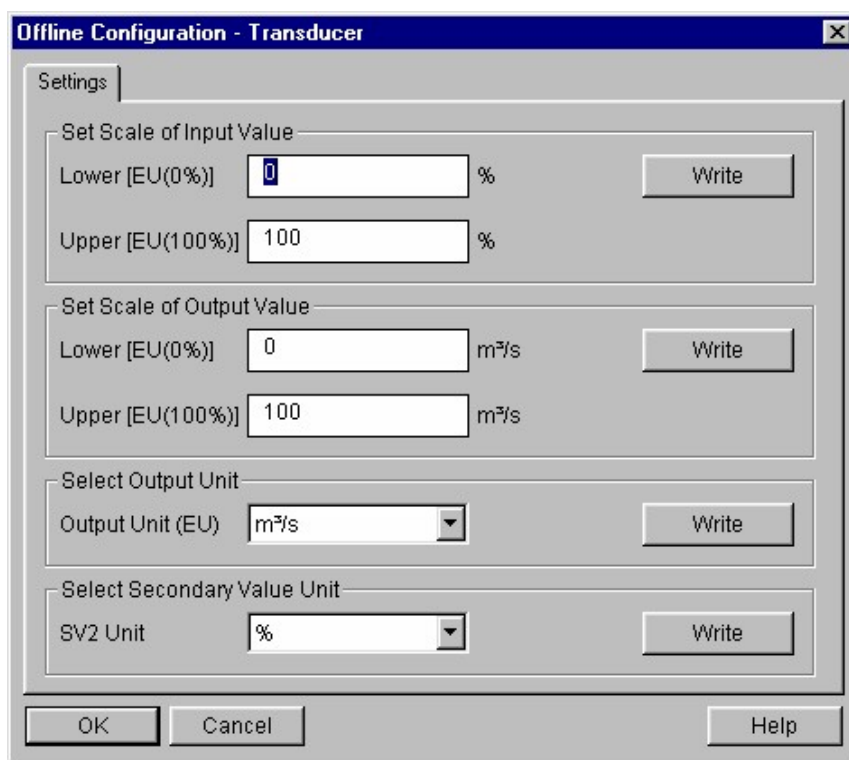 Offline Configuration - Transducer
Settings
Set Scale of Input Value
Lower [EU(0%)] 0 % Write
Upper [EU(100%)] 100 %
Set Scale of Output Value
Lower [EU(0%)] 0 m³/s Write
Upper [EU(100%)] 100 m³/s
Select Output Unit
Output Unit (EU) m³/s Write
Select Secondary Value Unit
SV2 Unit % Write
OK Cancel Help